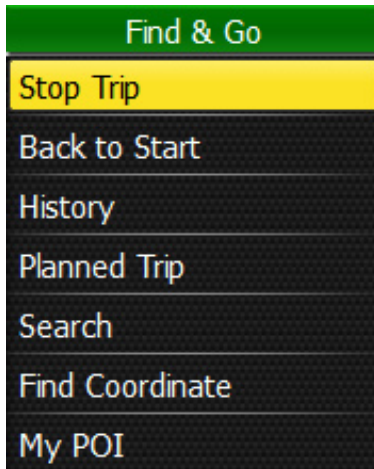 Find & Go
Stop Trip
Back to Start
History
Planned Trip
Search
Find Coordinate
My POI